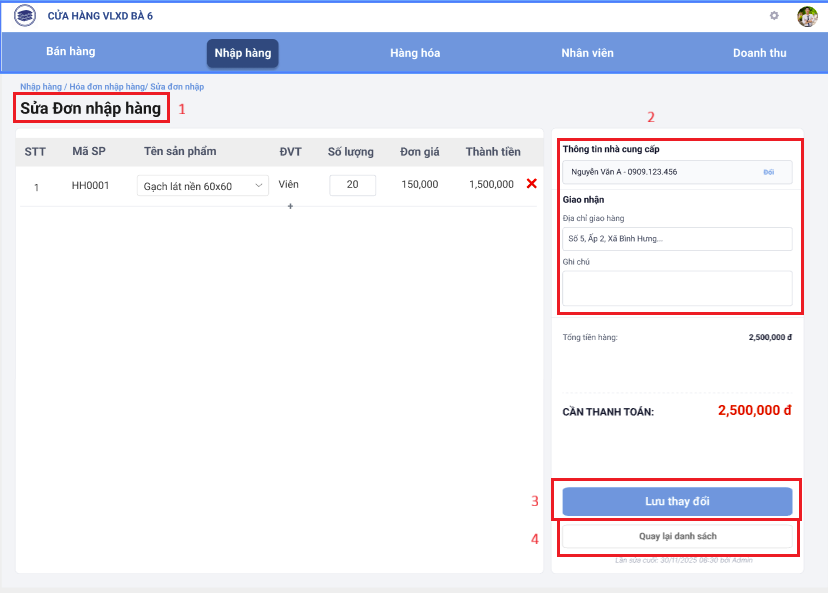 CỬA HÀNG VLXD BÀ 6
Bán hàng Nhập hàng Hàng hóa Nhân viên Doanh thu
Nhập hàng / Hóa đơn nhập hàng/ Sửa đơn nhập
Sửa Đơn nhập hàng 1
2
STT Mã SP Tên sản phẩm ĐVT Số lượng Đơn giá Thành tiền
1 HH0001 Gạch lát nền 60x60 Viên 20 150,000 1,500,000
+
Thông tin nhà cung cấp
Nguyễn Văn A - 0909.123.456 Đổi
Giao nhận
Địa chỉ giao hàng
Số 5, Ấp 2, Xã Bình Hưng...
Ghi chú
Tổng tiền hàng: 2,500,000 đ
CẦN THANH TOÁN: 2,500,000 đ
3 Lưu thay đổi
4 Quay lại danh sách
Lần sửa cuối: 30/11/2025 08:30 bởi Admin